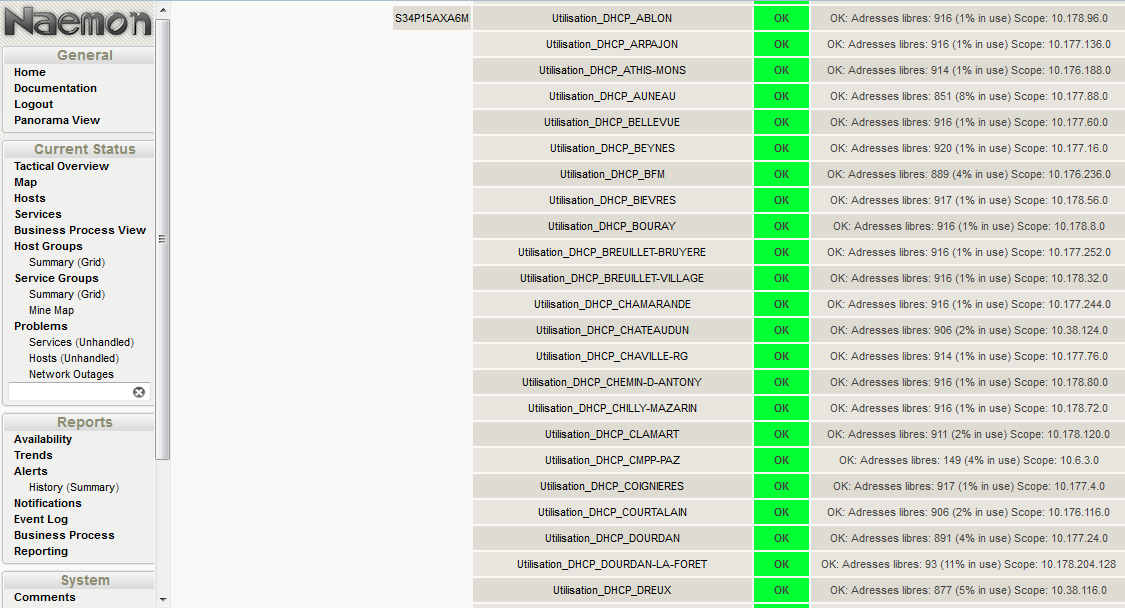 Naemon
General
Home
Documentation
Logout
Panorama View
Current Status
Tactical Overview
Map
Hosts
Services
Business Process View
Host Groups
Summary (Grid)
Service Groups
Summary (Grid)
Mine Map
Problems
Services (Unhandled)
Hosts (Unhandled)
Network Outages
Reports
Availability
Trends
Alerts
History (Summary)
Notifications
Event Log
Business Process
Reporting
System
Comments
S34P15AXA6M Utilisation_DHCP_ABLON OK OK: Adresses libres: 916 (1% in use) Scope: 10.178.96.0
Utilisation_DHCP_ARPAJON OK OK: Adresses libres: 916 (1% in use) Scope: 10.177.136.0
Utilisation_DHCP_ATHIS-MONS OK OK: Adresses libres: 914 (1% in use) Scope: 10.176.188.0
Utilisation_DHCP_AUNEAU OK OK: Adresses libres: 851 (8% in use) Scope: 10.177.88.0
Utilisation_DHCP_BELLEVUE OK OK: Adresses libres: 916 (1% in use) Scope: 10.177.60.0
Utilisation_DHCP_BEYNES OK OK: Adresses libres: 920 (1% in use) Scope: 10.177.16.0
Utilisation_DHCP_BFM OK OK: Adresses libres: 889 (4% in use) Scope: 10.176.236.0
Utilisation_DHCP_BIEVRES OK OK: Adresses libres: 917 (1% in use) Scope: 10.178.56.0
Utilisation_DHCP_BOURAY OK OK: Adresses libres: 916 (1% in use) Scope: 10.178.8.0
Utilisation_DHCP_BREUILLET-BRUYERE OK OK: Adresses libres: 916 (1% in use) Scope: 10.177.252.0
Utilisation_DHCP_BREUILLET-VILLAGE OK OK: Adresses libres: 916 (1% in use) Scope: 10.178.32.0
Utilisation_DHCP_CHAMARANDE OK OK: Adresses libres: 916 (1% in use) Scope: 10.177.244.0
Utilisation_DHCP_CHATEAUDUN OK OK: Adresses libres: 906 (2% in use) Scope: 10.38.124.0
Utilisation_DHCP_CHAVILLE-RG OK OK: Adresses libres: 914 (1% in use) Scope: 10.177.76.0
Utilisation_DHCP_CHEMIN-D-ANTONY OK OK: Adresses libres: 916 (1% in use) Scope: 10.178.80.0
Utilisation_DHCP_CHILLY-MAZARIN OK OK: Adresses libres: 916 (1% in use) Scope: 10.178.72.0
Utilisation_DHCP_CLAMART OK OK: Adresses libres: 911 (2% in use) Scope: 10.178.120.0
Utilisation_DHCP_CMPP-PAZ OK OK: Adresses libres: 149 (4% in use) Scope: 10.6.3.0
Utilisation_DHCP_COIGNIERES OK OK: Adresses libres: 917 (1% in use) Scope: 10.177.4.0
Utilisation_DHCP_COURTALAIN OK OK: Adresses libres: 906 (2% in use) Scope: 10.176.116.0
Utilisation_DHCP_DOURDAN OK OK: Adresses libres: 891 (4% in use) Scope: 10.177.24.0
Utilisation_DHCP_DOURDAN-LA-FORET OK OK: Adresses libres: 93 (11% in use) Scope: 10.178.204.128
Utilisation_DHCP_DREUX OK OK: Adresses libres: 877 (5% in use) Scope: 10.38.116.0